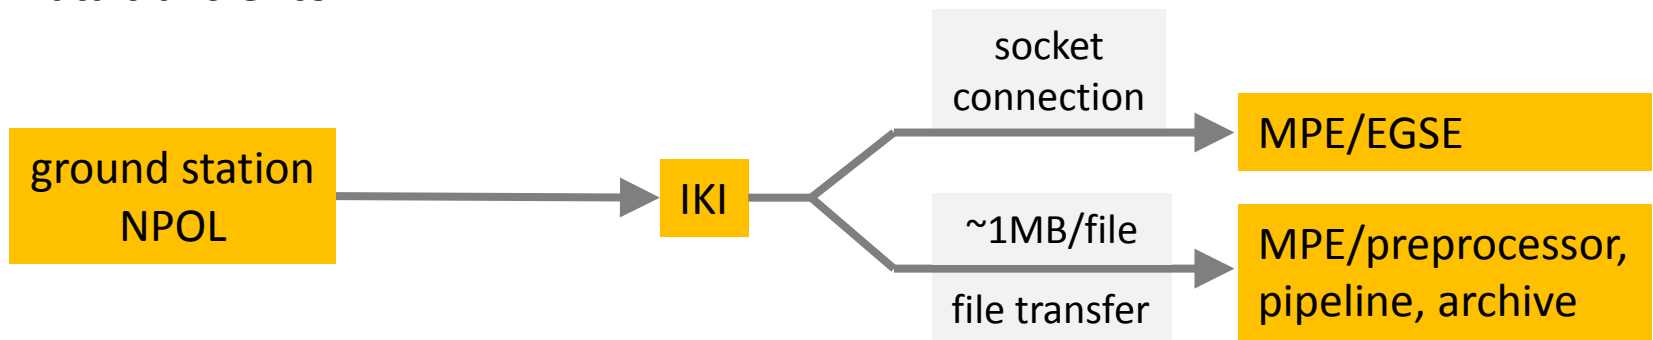 ground station
NPOL
IKI
socket
connection
MPE/EGSE
~1MB/file
file transfer
MPE/preprocessor,
pipeline, archive